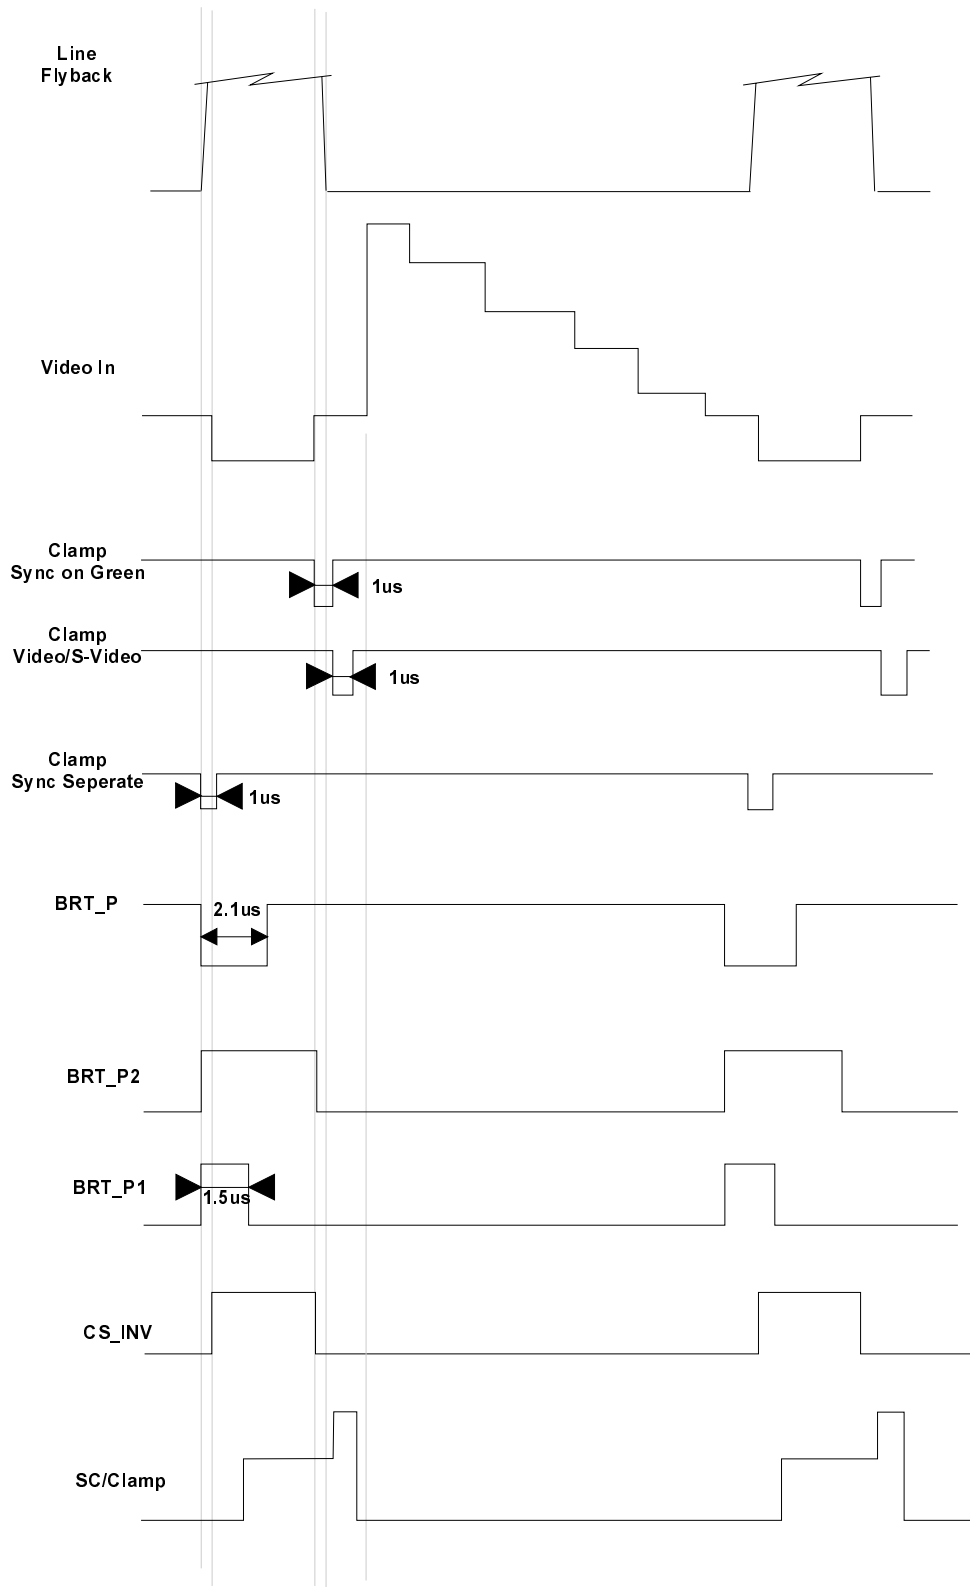 Line
Flyback
Video In
Clamp
Sync on Green
1us
Clamp
Video/S-Video
1us
Clamp
Sync Seperate
1us
BRT_P
2.1us
BRT_P2
BRT_P1
1.5us
CS_INV
SC/Clamp